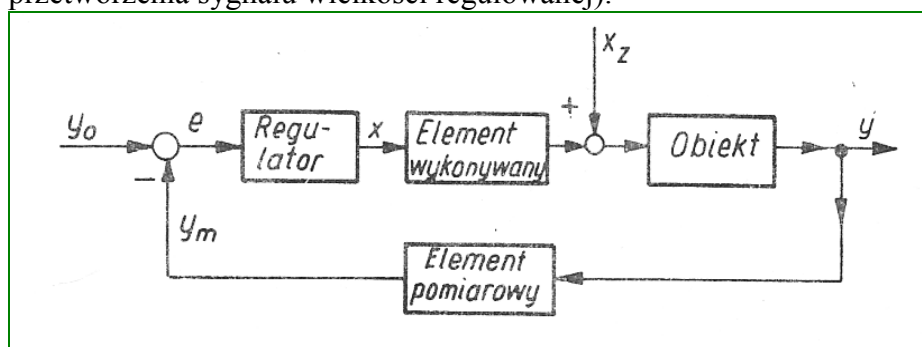 przetworzenia sygnału wielkości regulowanej).
x_z
y_o
e
Regu-
lator
x
Element
wykonywany
+
Obiekt
y
−
y_m
Element
pomiarowy